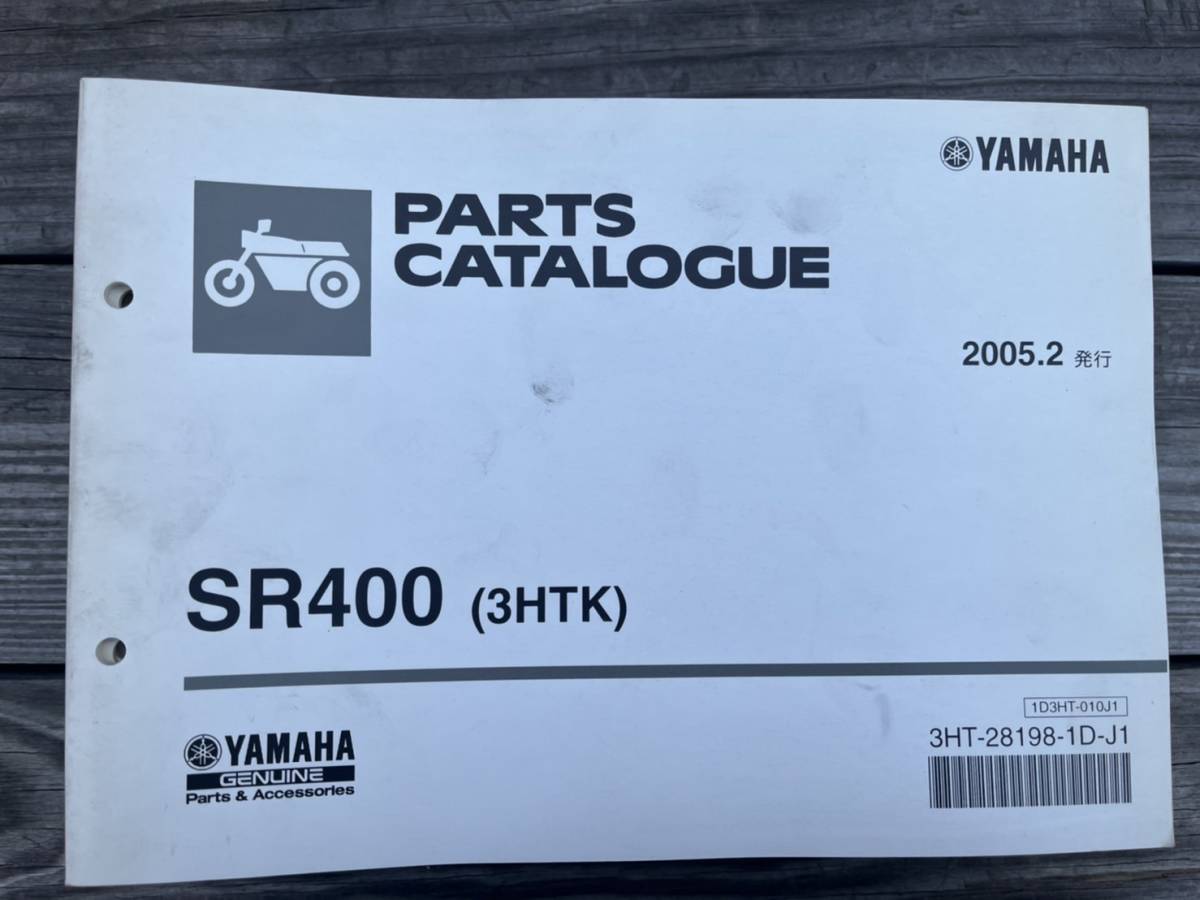 YAMAHA
PARTS
CATALOGUE
2005.2 発行
SR400 (3HTK)
1D3HT-010J1
3HT-28198-1D-J1
YAMAHA
GENUINE
Parts & Accessories